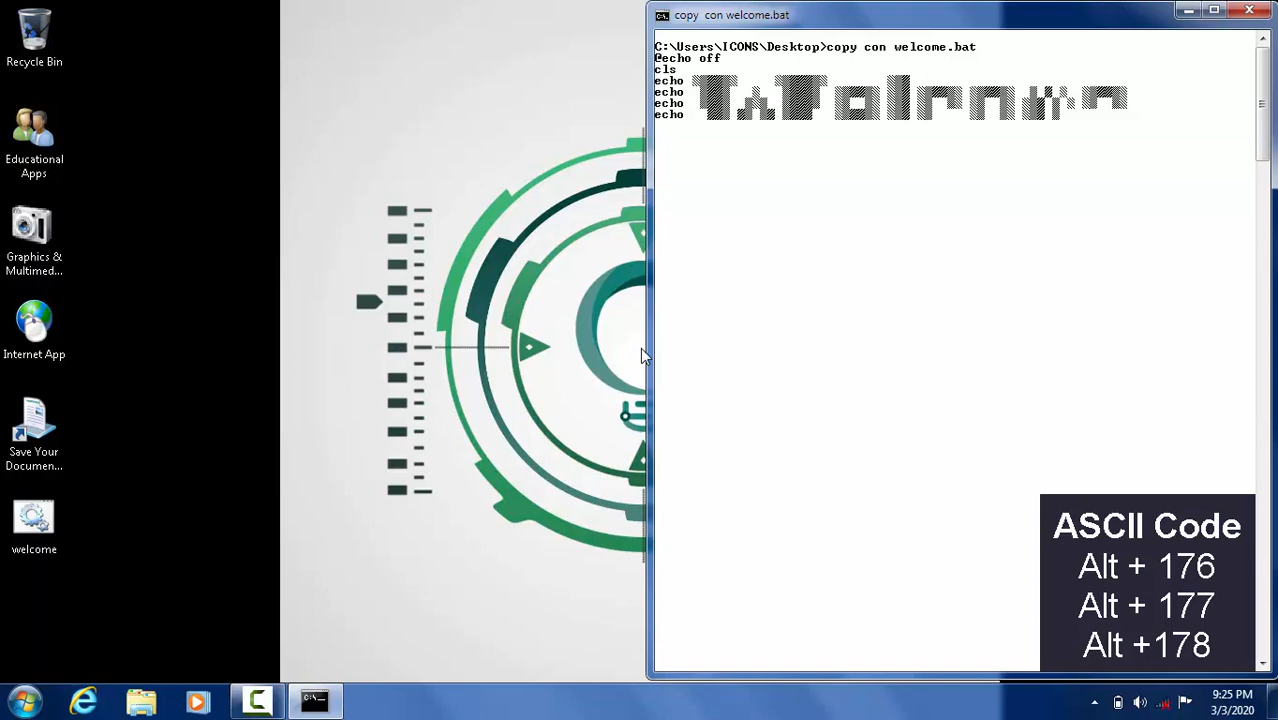 Recycle Bin
Educational
Apps
Graphics &
Multimed...
Internet App
Save Your
Documen...
welcome
copy con welcome.bat
C:\Users\ICONS\Desktop>copy con welcome.bat
@echo off
cls
echo
echo
echo
echo
ASCII Code
Alt + 176
Alt + 177
Alt +178
9:25 PM
3/3/2020